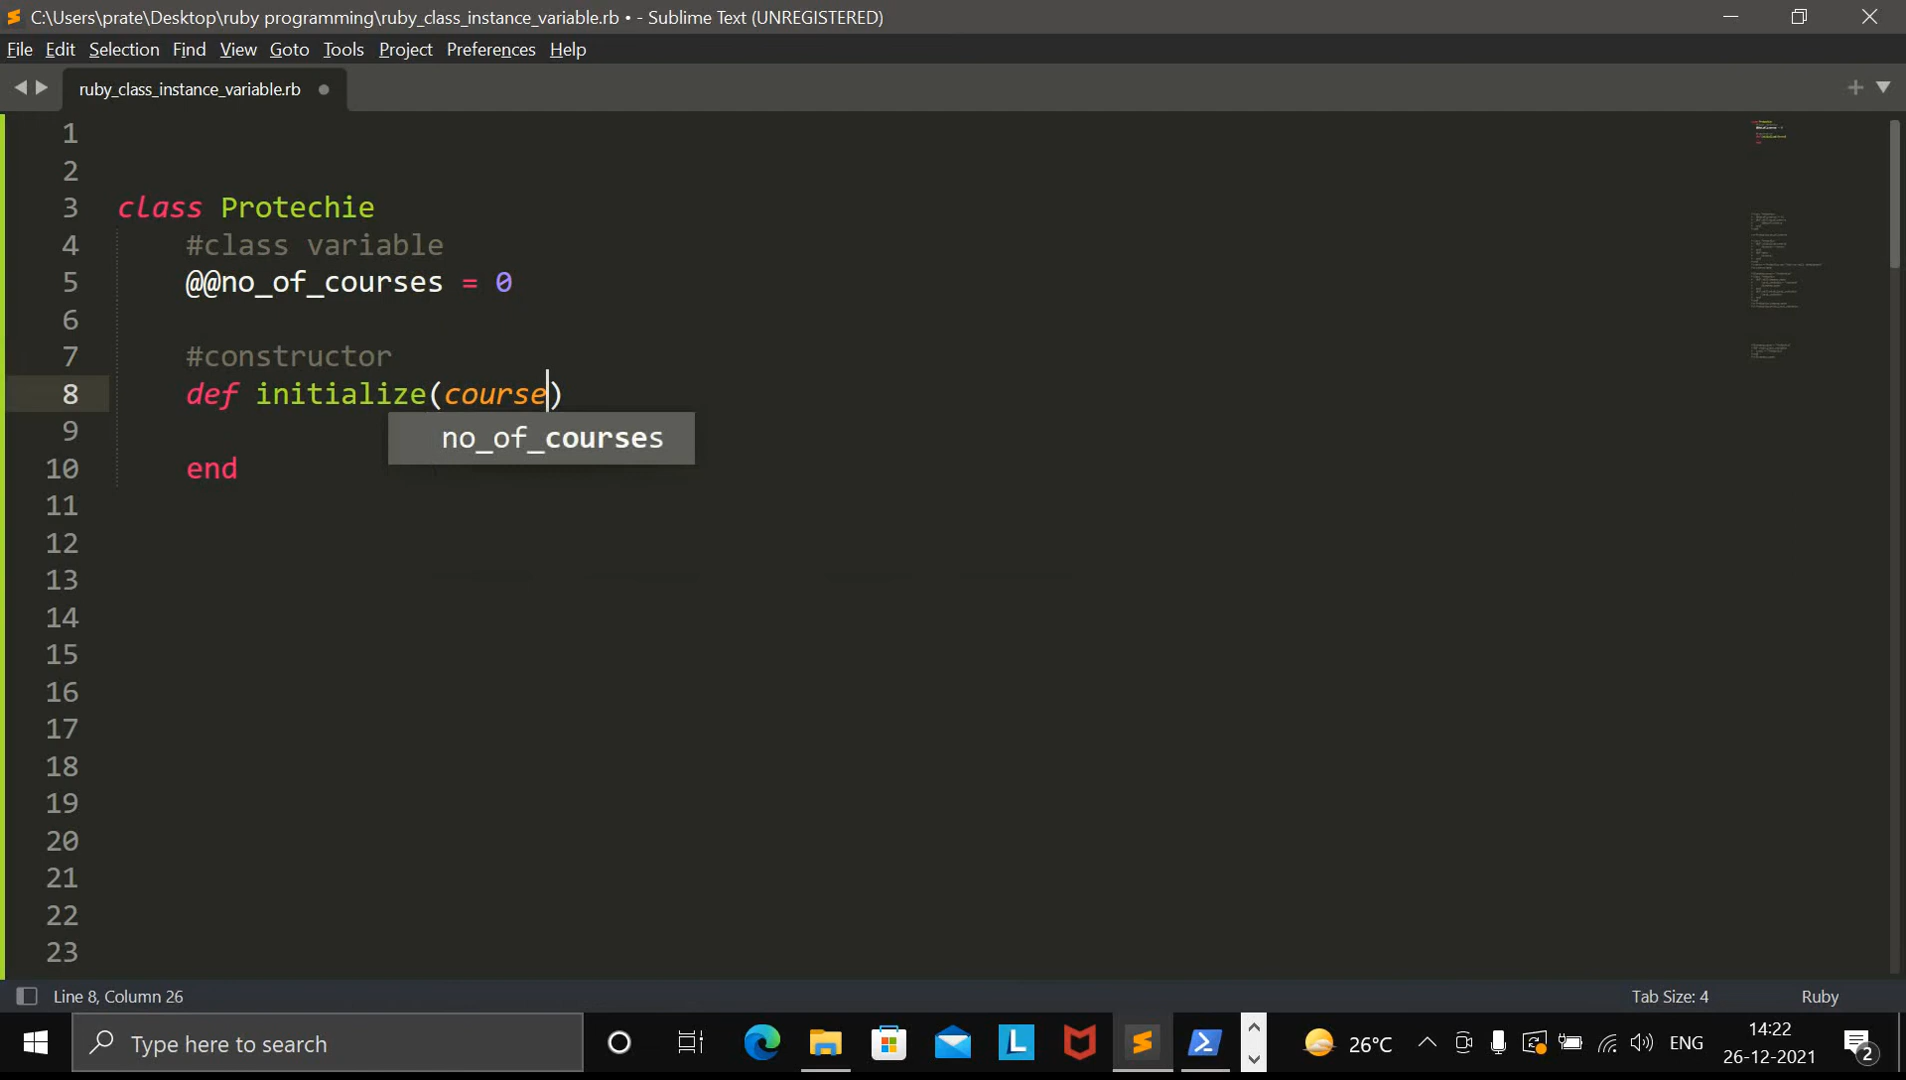 C:\Users\prate\Desktop\ruby programming\ruby_class_instance_variable.rb • - Sublime Text (UNREGISTERED)
File Edit Selection Find View Goto Tools Project Preferences Help
ruby_class_instance_variable.rb
1
2
3 class Protechie
4 #class variable
5 @@no_of_courses = 0
6
7 #constructor
8 def initialize(course)
no_of_courses
9
10 end
11
12
13
14
15
16
17
18
19
20
21
22
23
Line 8, Column 26 Tab Size: 4 Ruby
Type here to search 26°C ENG 14:22
26-12-2021 2